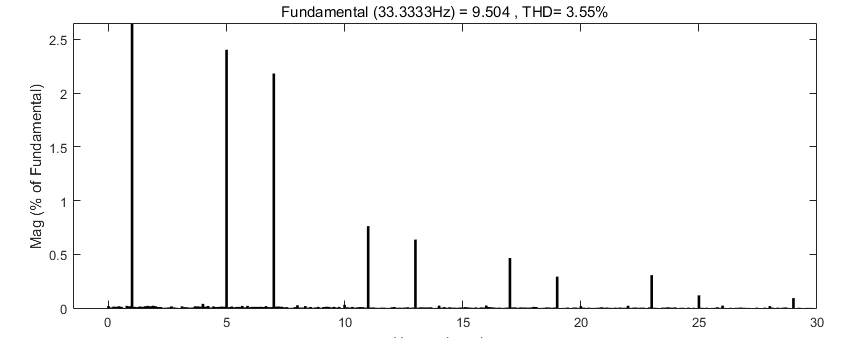 Fundamental (33.3333Hz) = 9.504 , THD= 3.55%
Mag (% of Fundamental)
2.5
2
1.5
1
0.5
0
0 5 10 15 20 25 30